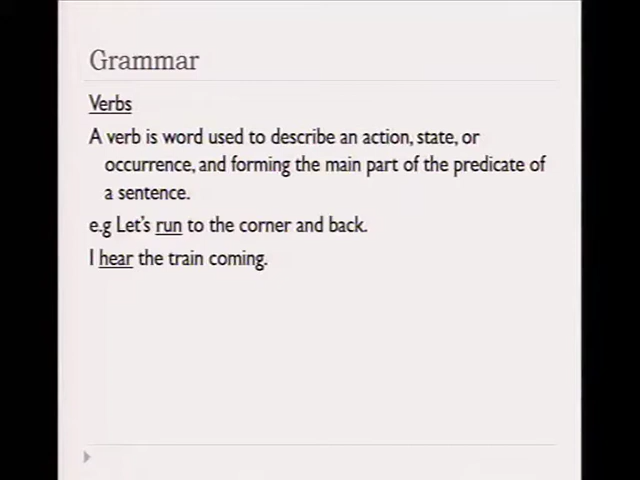 Grammar
Verbs
A verb is word used to describe an action, state, or
occurrence, and forming the main part of the predicate of
a sentence.
e.g Let's run to the corner and back.
I hear the train coming.